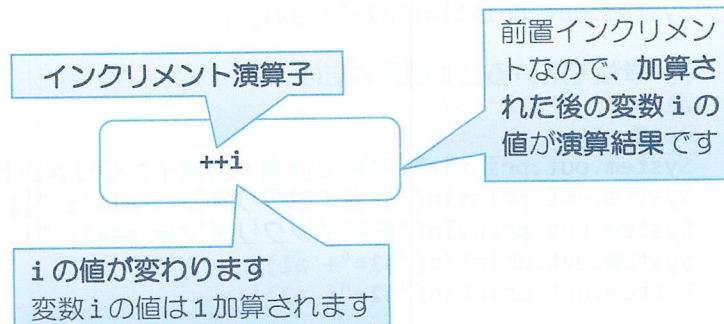 インクリメント演算子
前置インクリメン
トなので、加算さ
れた後の変数iの
値が演算結果です
++i
iの値が変わります
変数iの値は1加算されます